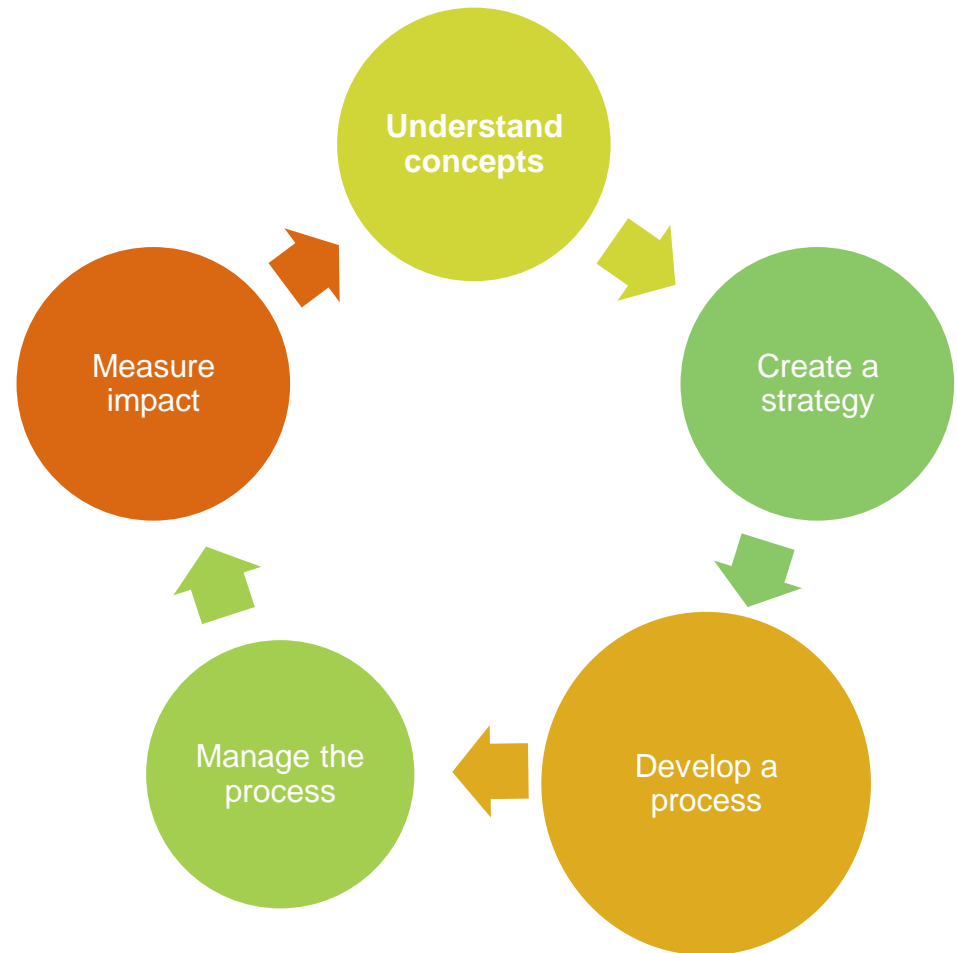 Understand
concepts
Create a
strategy
Develop a
process
Manage the
process
Measure
impact